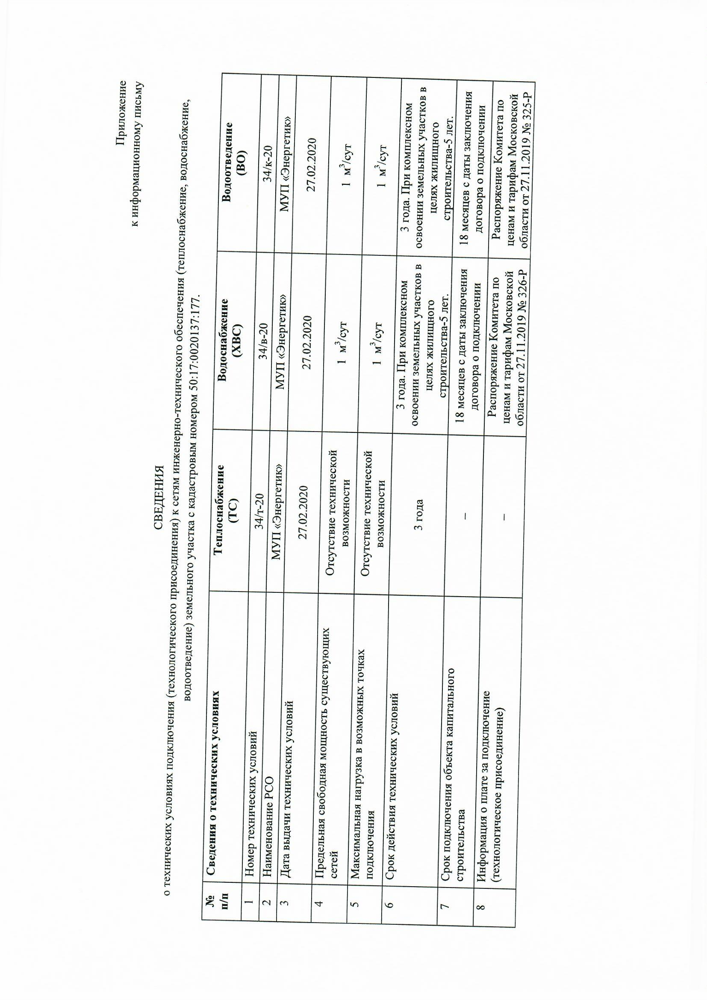 Приложение
к информационному письму
СВЕДЕНИЯ
о технических условиях подключения (технологического присоединения) к сетям инженерно-технического обеспечения (теплоснабжение, водоснабжение,
водоотведение) земельного участка с кадастровым номером 50:17:0020137:177.
№
п/п
Сведения о технических условиях
Теплоснабжение
(ТС)
Водоснабжение
(ХВС)
Водоотведение
(ВО)
1
Номер технических условий
34/т-20
34/в-20
34/к-20
2
Наименование РСО
МУП «Энергетик»
МУП «Энергетик»
МУП «Энергетик»
3
Дата выдачи технических условий
27.02.2020
27.02.2020
27.02.2020
4
Предельная свободная мощность существующих
сетей
Отсутствие технической
возможности
1 м³/сут
1 м³/сут
5
Максимальная нагрузка в возможных точках
подключения
Отсутствие технической
возможности
1 м³/сут
1 м³/сут
6
Срок действия технических условий
3 года
3 года. При комплексном
освоении земельных участков в
целях жилищного
строительства-5 лет.
3 года. При комплексном
освоении земельных участков в
целях жилищного
строительства-5 лет.
7
Срок подключения объекта капитального
строительства
–
18 месяцев с даты заключения
договора о подключении
18 месяцев с даты заключения
договора о подключении
8
Информация о плате за подключение
(технологическое присоединение)
–
Распоряжение Комитета по
ценам и тарифам Московской
области от 27.11.2019 № 326-Р
Распоряжение Комитета по
ценам и тарифам Московской
области от 27.11.2019 № 325-Р